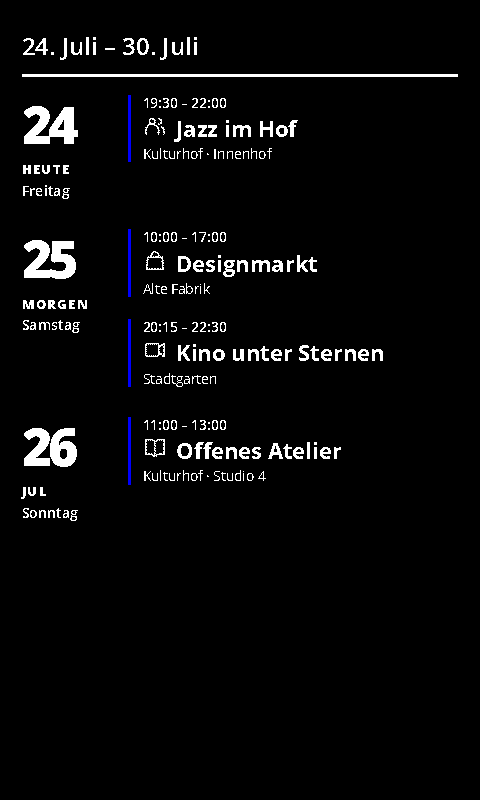 24. Juli – 30. Juli
24
HEUTE
Freitag
19:30 – 22:00
Jazz im Hof
Kulturhof · Innenhof
25
MORGEN
Samstag
10:00 – 17:00
Designmarkt
Alte Fabrik
20:15 – 22:30
Kino unter Sternen
Stadtgarten
26
JUL
Sonntag
11:00 – 13:00
Offenes Atelier
Kulturhof · Studio 4